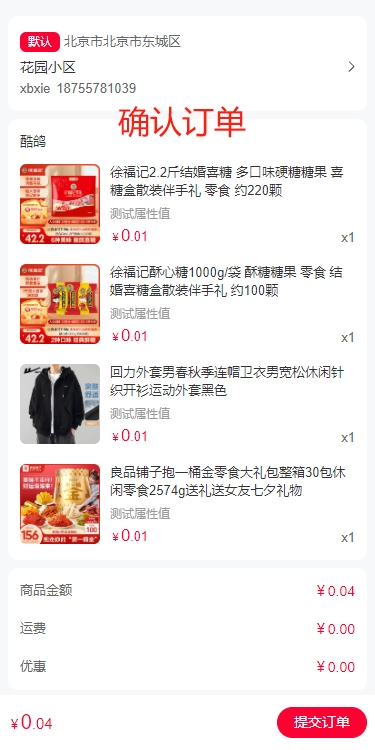 默认 北京市北京市东城区
花园小区
xbxie 18755781039
确认订单
酷鸽
徐福记2.2斤结婚喜糖 多口味硬糖糖果 喜
糖盒散装伴手礼 零食 约220颗
测试属性值
￥0.01
x1
42.2
徐福记酥心糖1000g/袋 酥糖糖果 零食 结
婚喜糖盒散装伴手礼 约100颗
测试属性值
￥0.01
x1
42.2
回力外套男春秋季连帽卫衣男宽松休闲针
织开衫运动外套黑色
测试属性值
￥0.01
x1
良品铺子抱一桶金零食大礼包整箱30包休
闲零食2574g送礼送女友七夕礼物
测试属性值
￥0.01
x1
156
商品金额
￥0.04
运费
￥0.00
优惠
￥0.00
￥0.04
提交订单